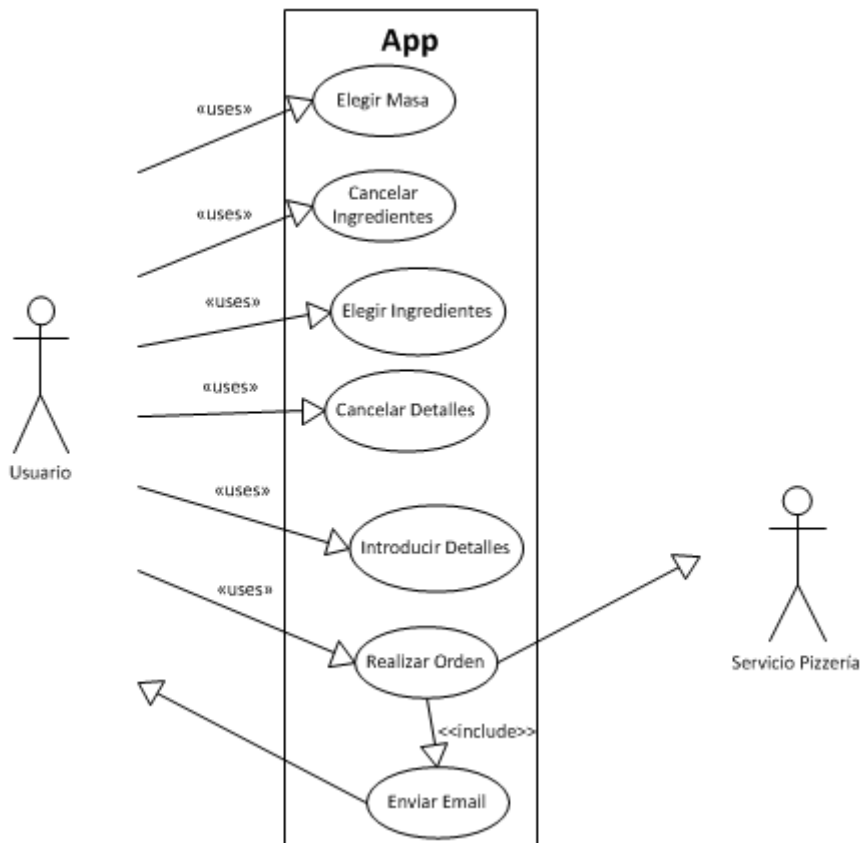 App
«uses»
Elegir Masa
«uses»
Cancelar
Ingredientes
«uses»
Elegir Ingredientes
«uses»
Cancelar Detalles
Usuario
«uses»
Introducir Detalles
«uses»
Realizar Orden
Servicio Pizzería
<<include>>
Enviar Email